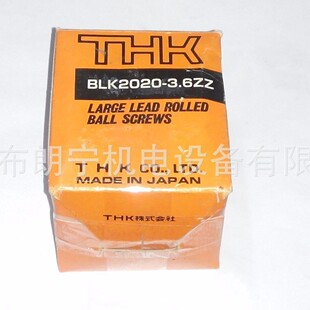 THK
BLK2020-3.6ZZ
LARGE LEAD ROLLED
BALL SCREWS
布朗宁机电设备有限
THK CO., LTD.
MADE IN JAPAN
THK株式会社